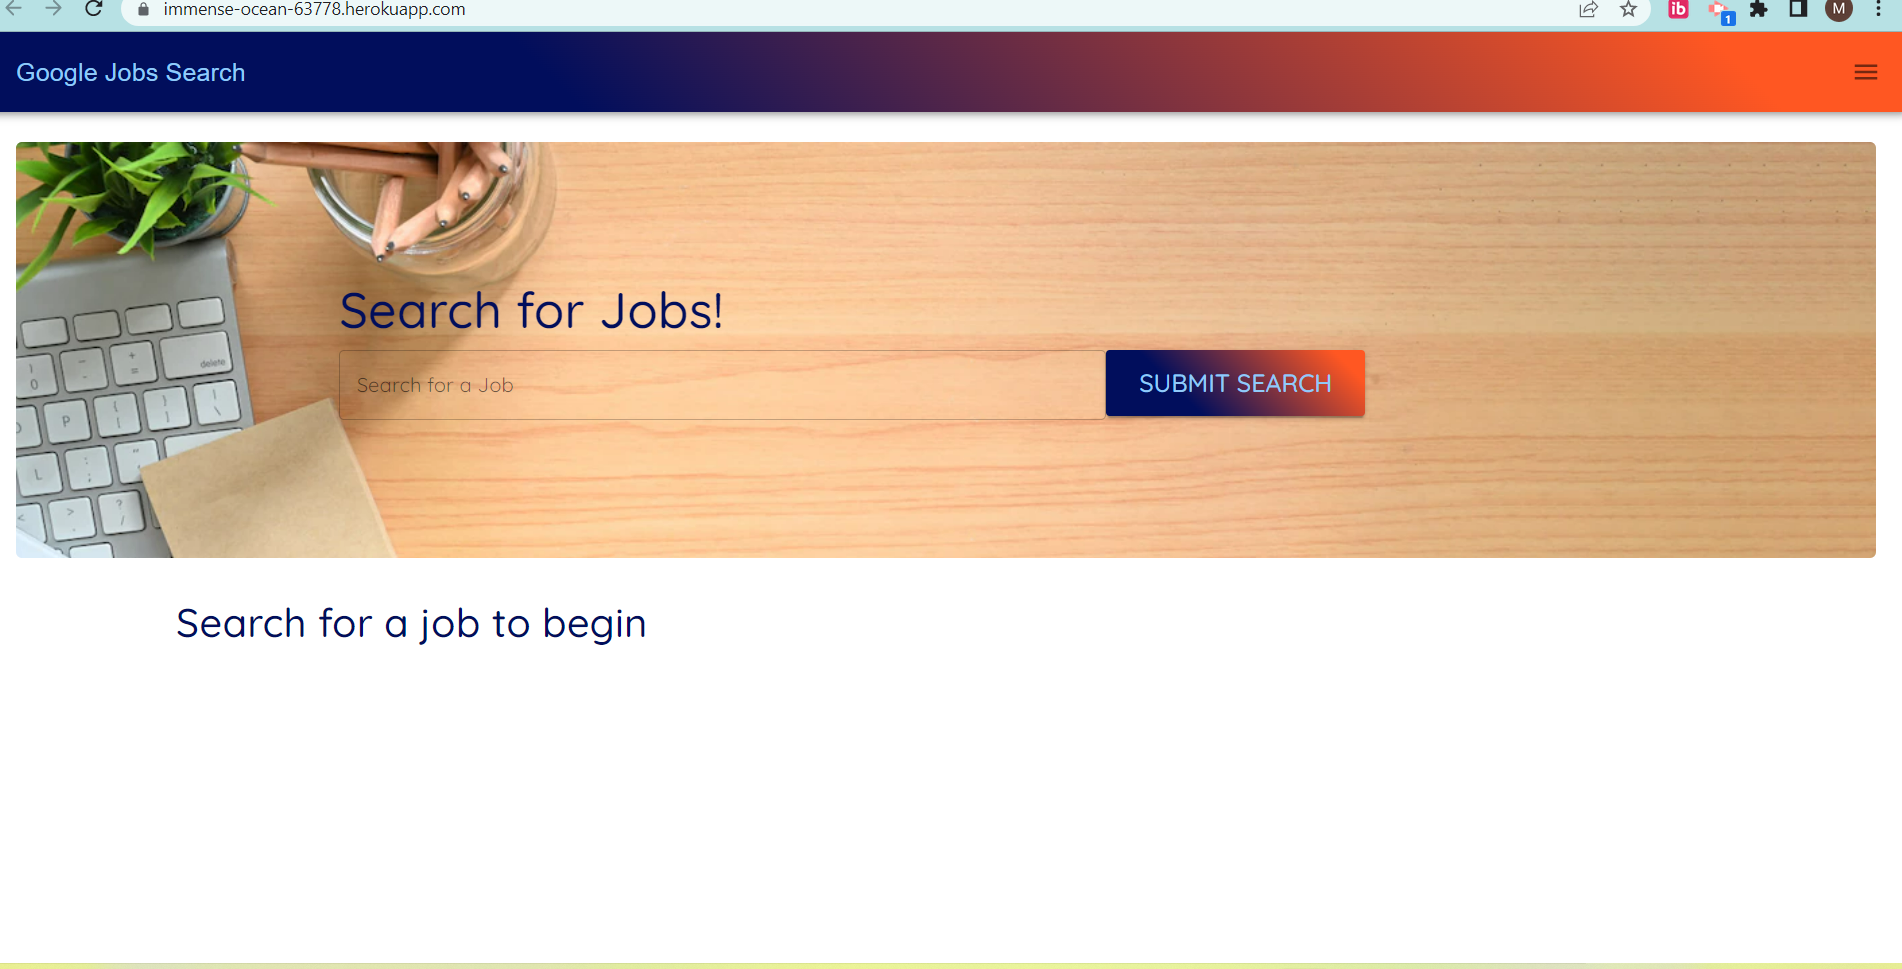 immense-ocean-63778.herokuapp.com
ib
1
M
Google Jobs Search
delete
Search for Jobs!
Search for a Job
SUBMIT SEARCH
P
L
Search for a job to begin